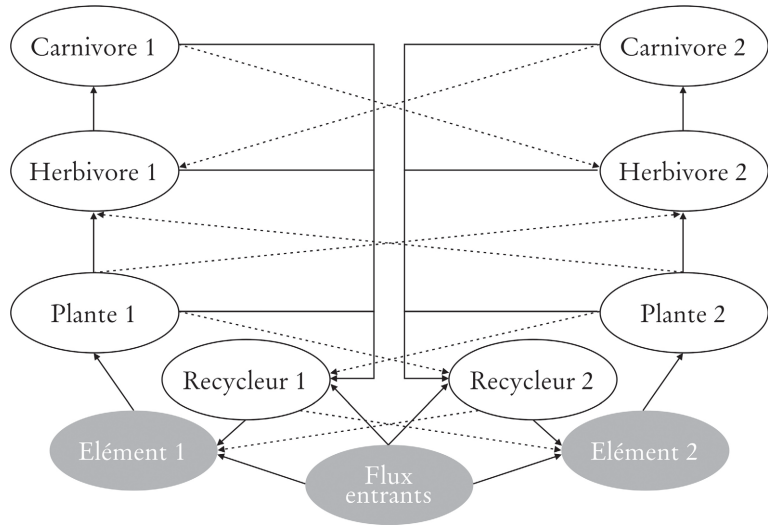 Carnivore 1
Carnivore 2
Herbivore 1
Herbivore 2
Plante 1
Plante 2
Recycleur 1
Recycleur 2
Elément 1
Elément 2
Flux
entrants